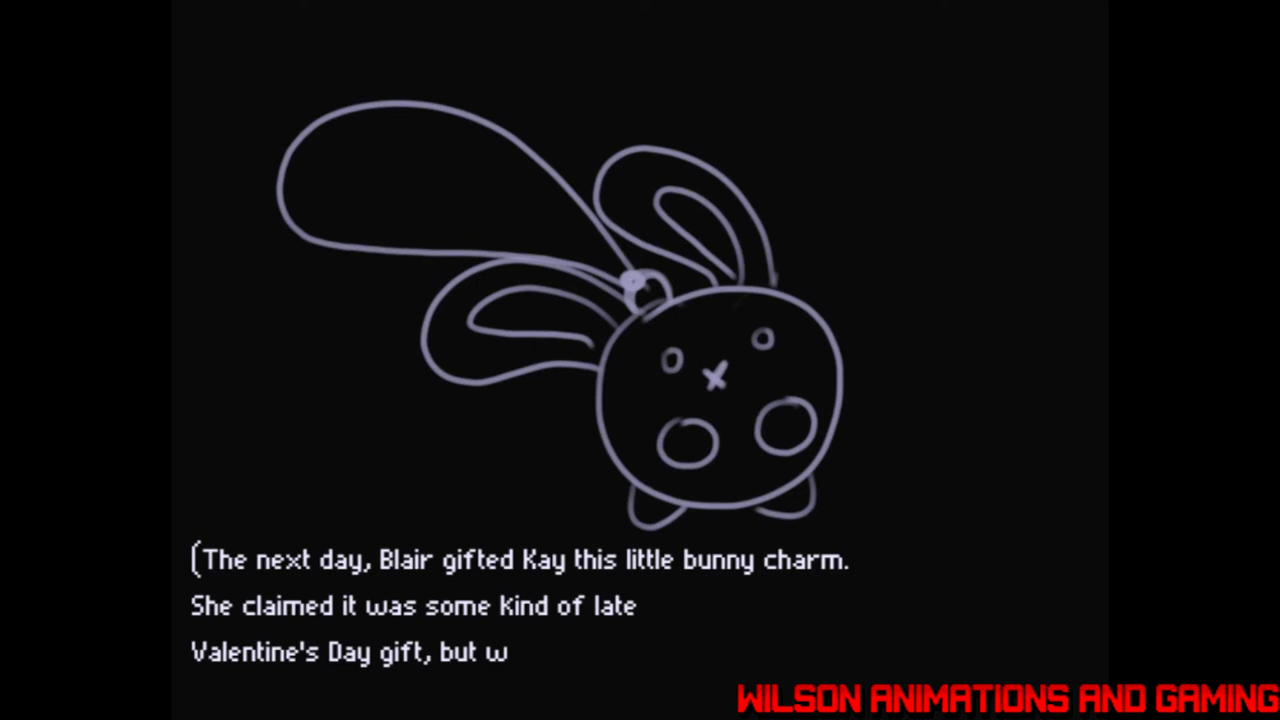 (The next day, Blair gifted Kay this little bunny charm.
She claimed it was some kind of late
Valentine's Day gift, but w
WILSON ANIMATIONS AND GAMING